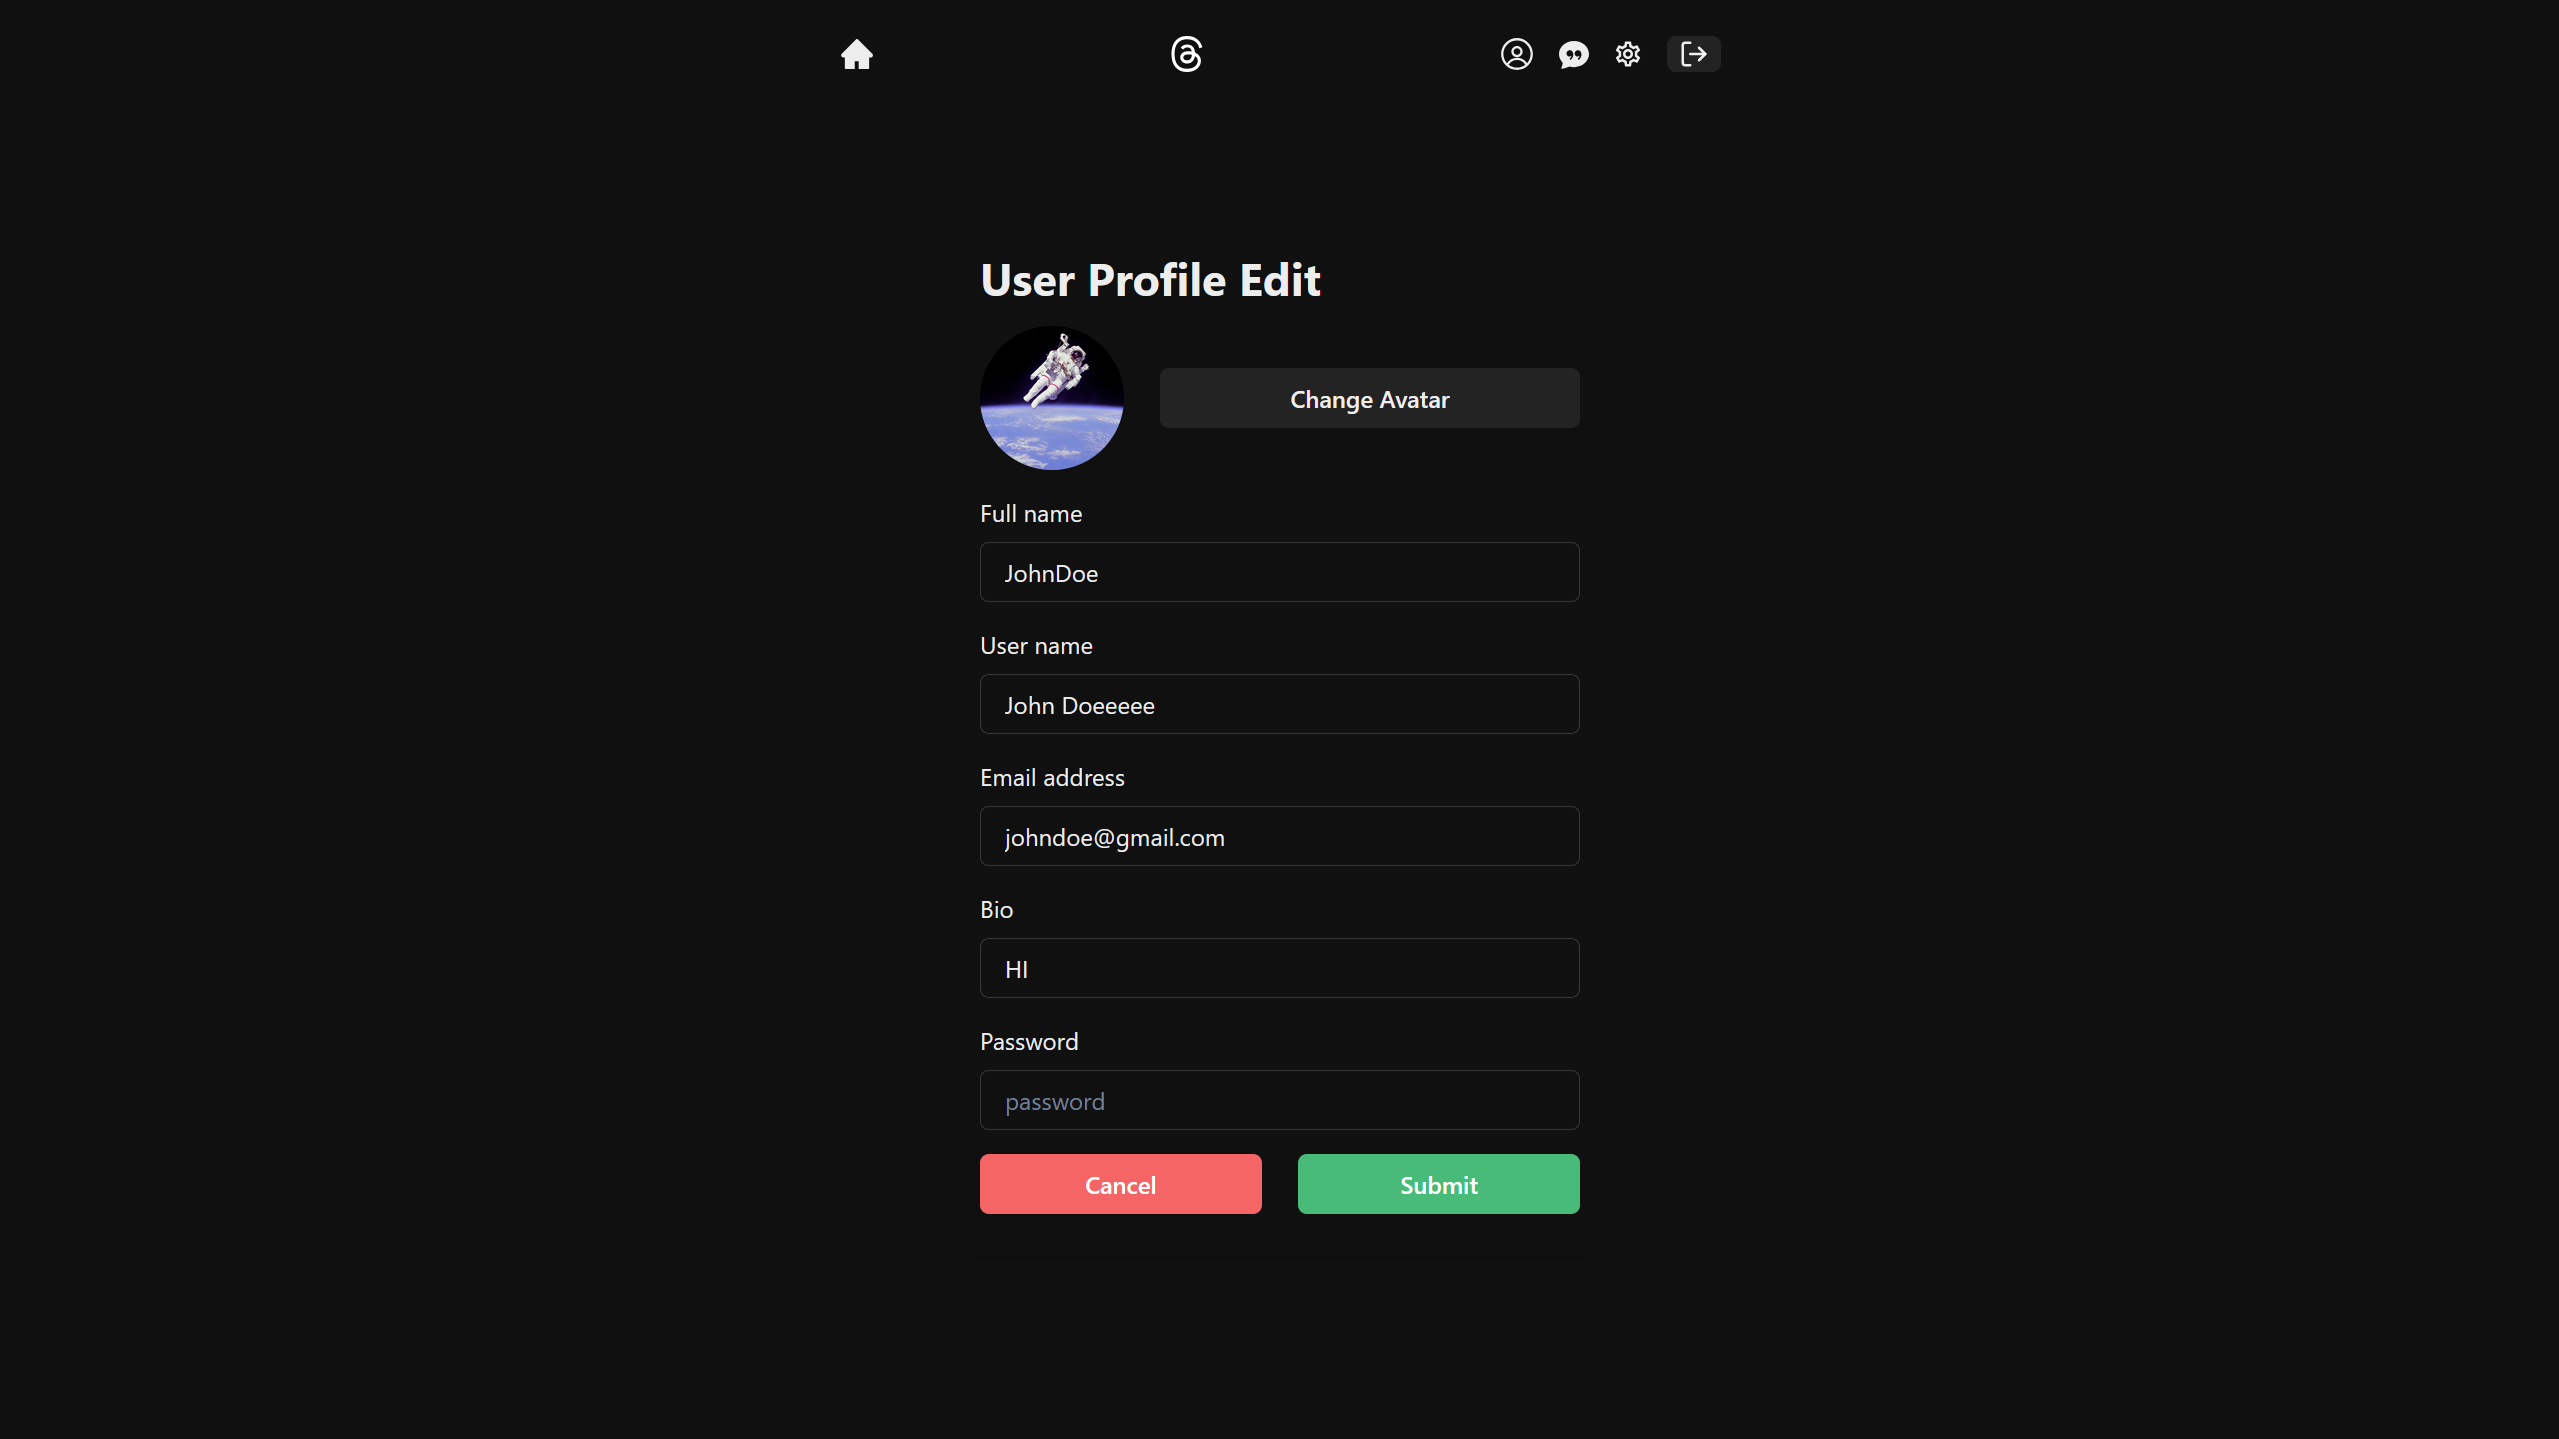 User Profile Edit
Change Avatar
Full name
JohnDoe
User name
John Doeeeee
Email address
johndoe@gmail.com
Bio
HI
Password
password
Cancel
Submit